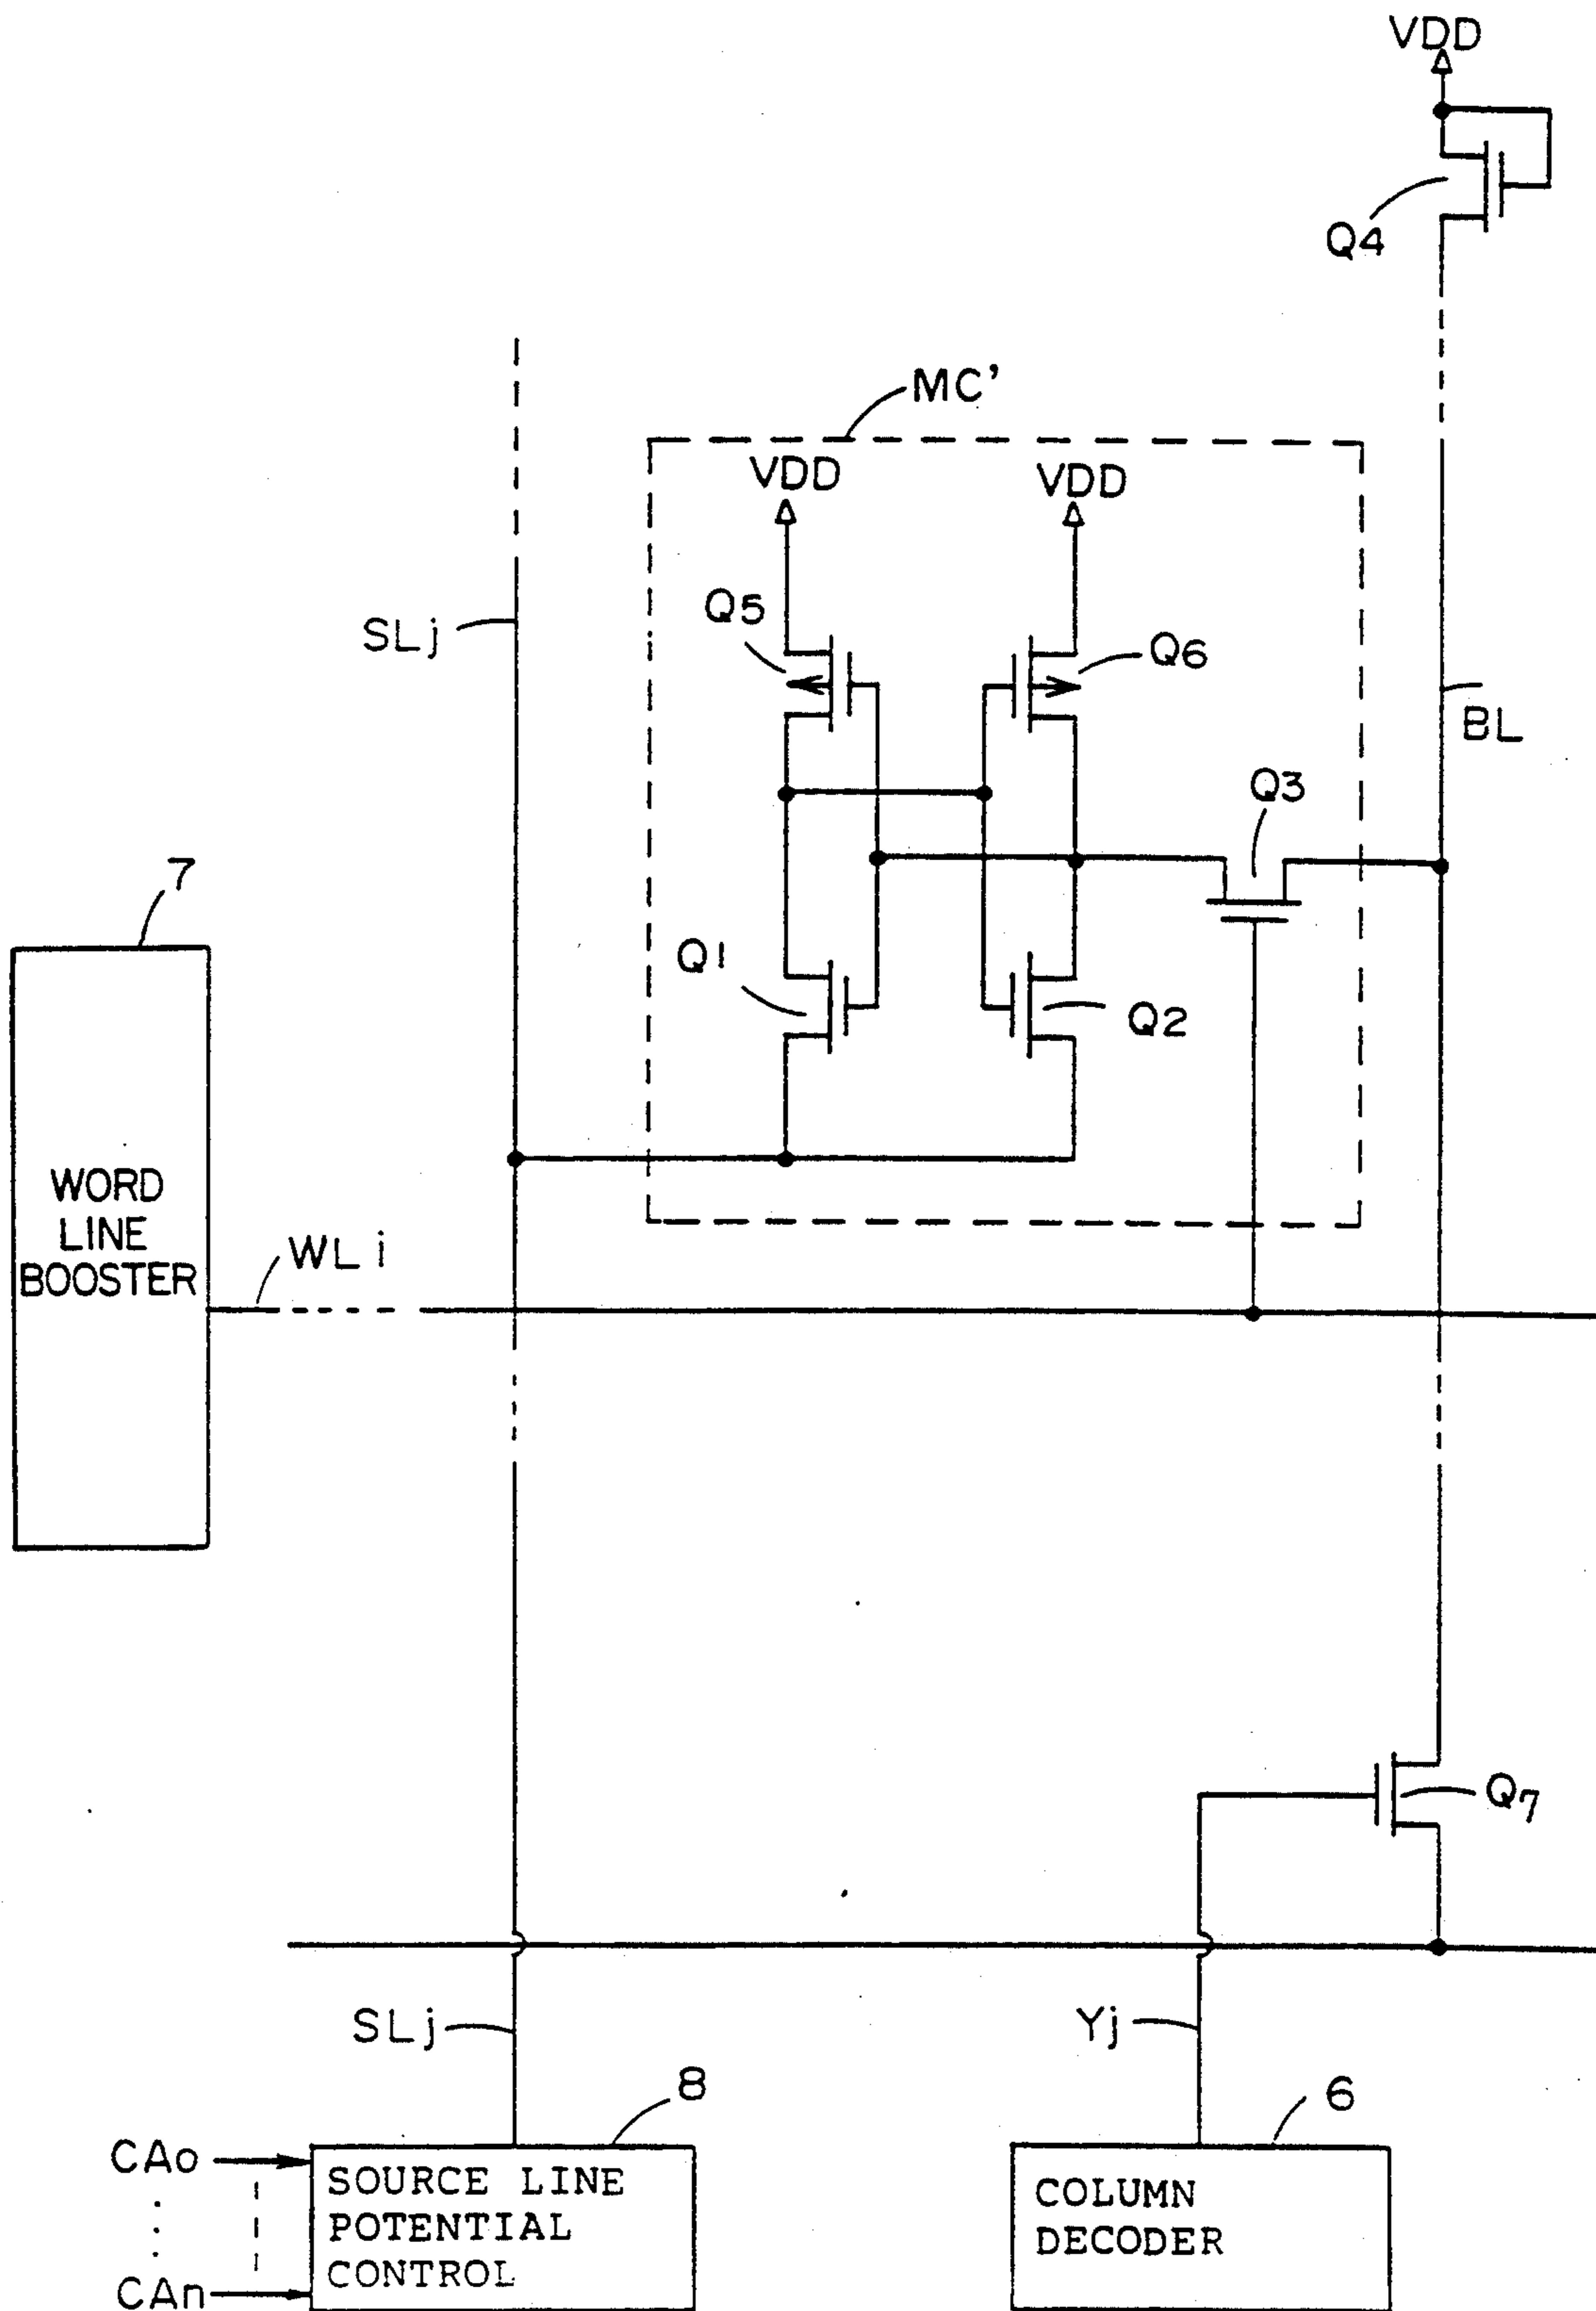 VDD
Q4
MC'
VDD
VDD
Q5
Q6
SLj
BL
Q3
7
Q1
Q2
WORD
LINE
BOOSTER
WLi
Q7
SLj
Yj
8
6
CAo
SOURCE LINE
POTENTIAL
CONTROL
COLUMN
DECODER
CAn